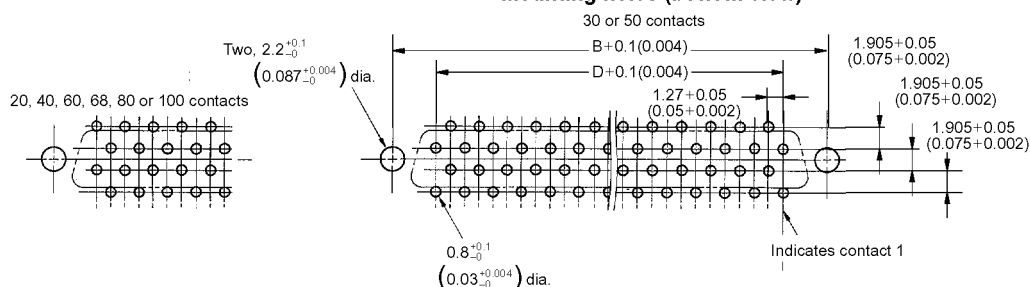 30 or 50 contacts
B+0.1(0.004)
D+0.1(0.004)
Two, 2.2+0.1 -0
(0.087+0.004 -0) dia.
1.905+0.05
(0.075+0.002)
1.905+0.05
(0.075+0.002)
1.27+0.05
(0.05+0.002)
20, 40, 60, 68, 80 or 100 contacts
1.905+0.05
(0.075+0.002)
Indicates contact 1
0.8+0.1 -0
(0.03+0.004 -0) dia.